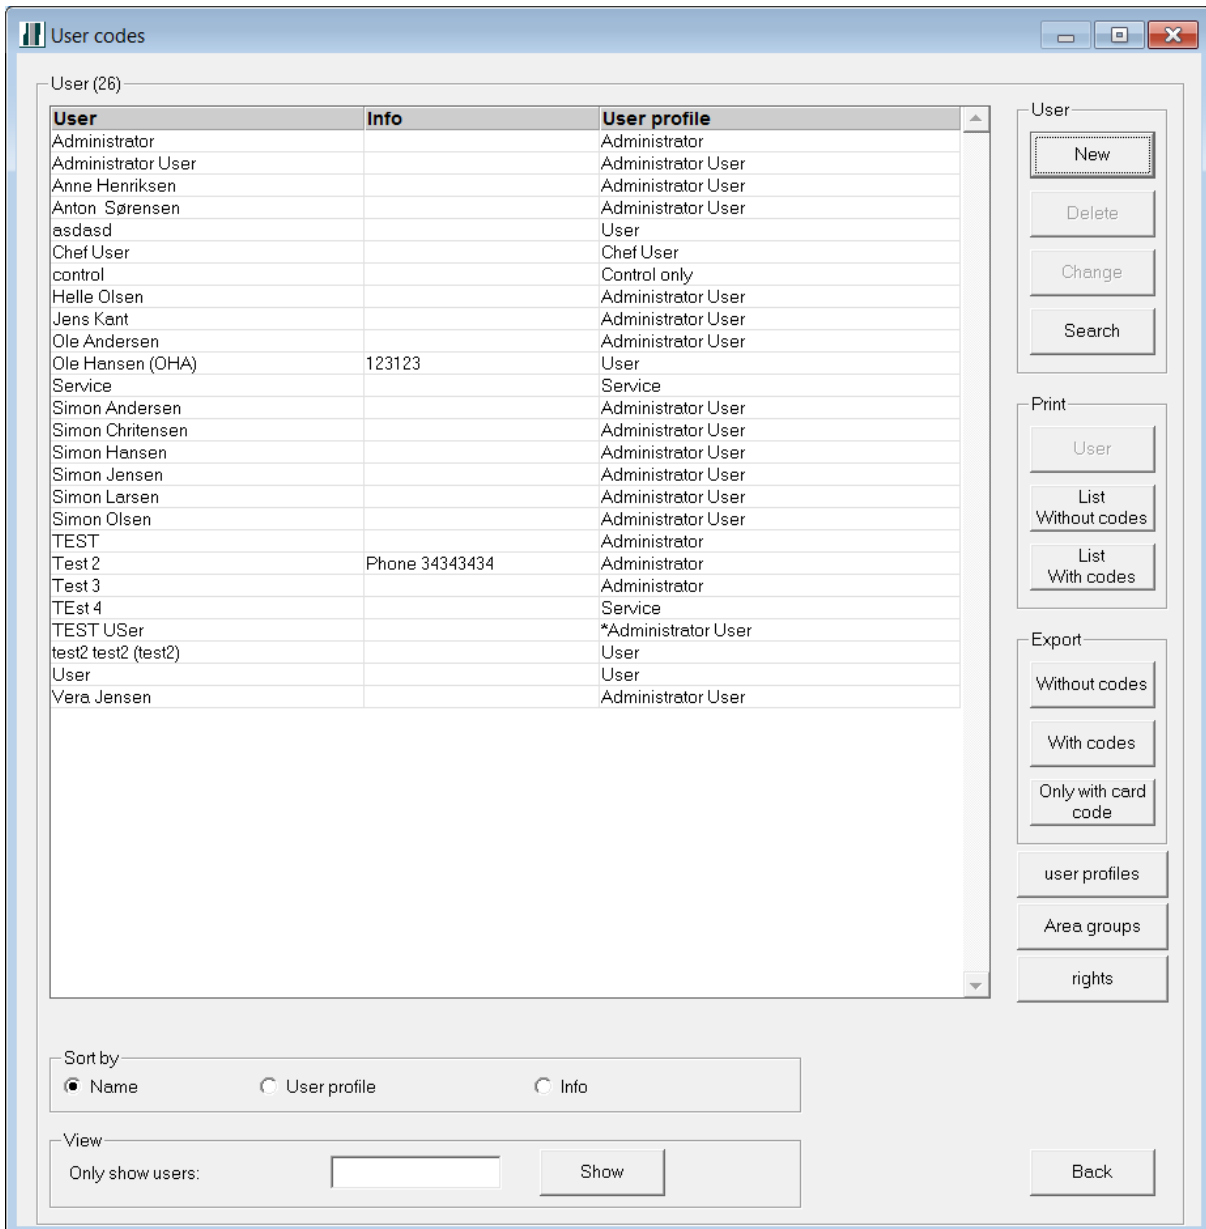 User codes
User (26)
User Info User profile
Administrator Administrator
Administrator User Administrator User
Anne Henriksen Administrator User
Anton Sørensen Administrator User
asdasd User
Chef User Chef User
control Control only
Helle Olsen Administrator User
Jens Kant Administrator User
Ole Andersen Administrator User
Ole Hansen (OHA) 123123 User
Service Service
Simon Andersen Administrator User
Simon Chritensen Administrator User
Simon Hansen Administrator User
Simon Jensen Administrator User
Simon Larsen Administrator User
Simon Olsen Administrator User
TEST Administrator
Test 2 Phone 34343434 Administrator
Test 3 Administrator
TEst 4 Service
TEST USer *Administrator User
test2 test2 (test2) User
User User
Vera Jensen Administrator User
User
New
Delete
Change
Search
Print
User
List
Without codes
List
With codes
Export
Without codes
With codes
Only with card
code
user profiles
Area groups
rights
Sort by
Name User profile Info
View
Only show users: Show
Back